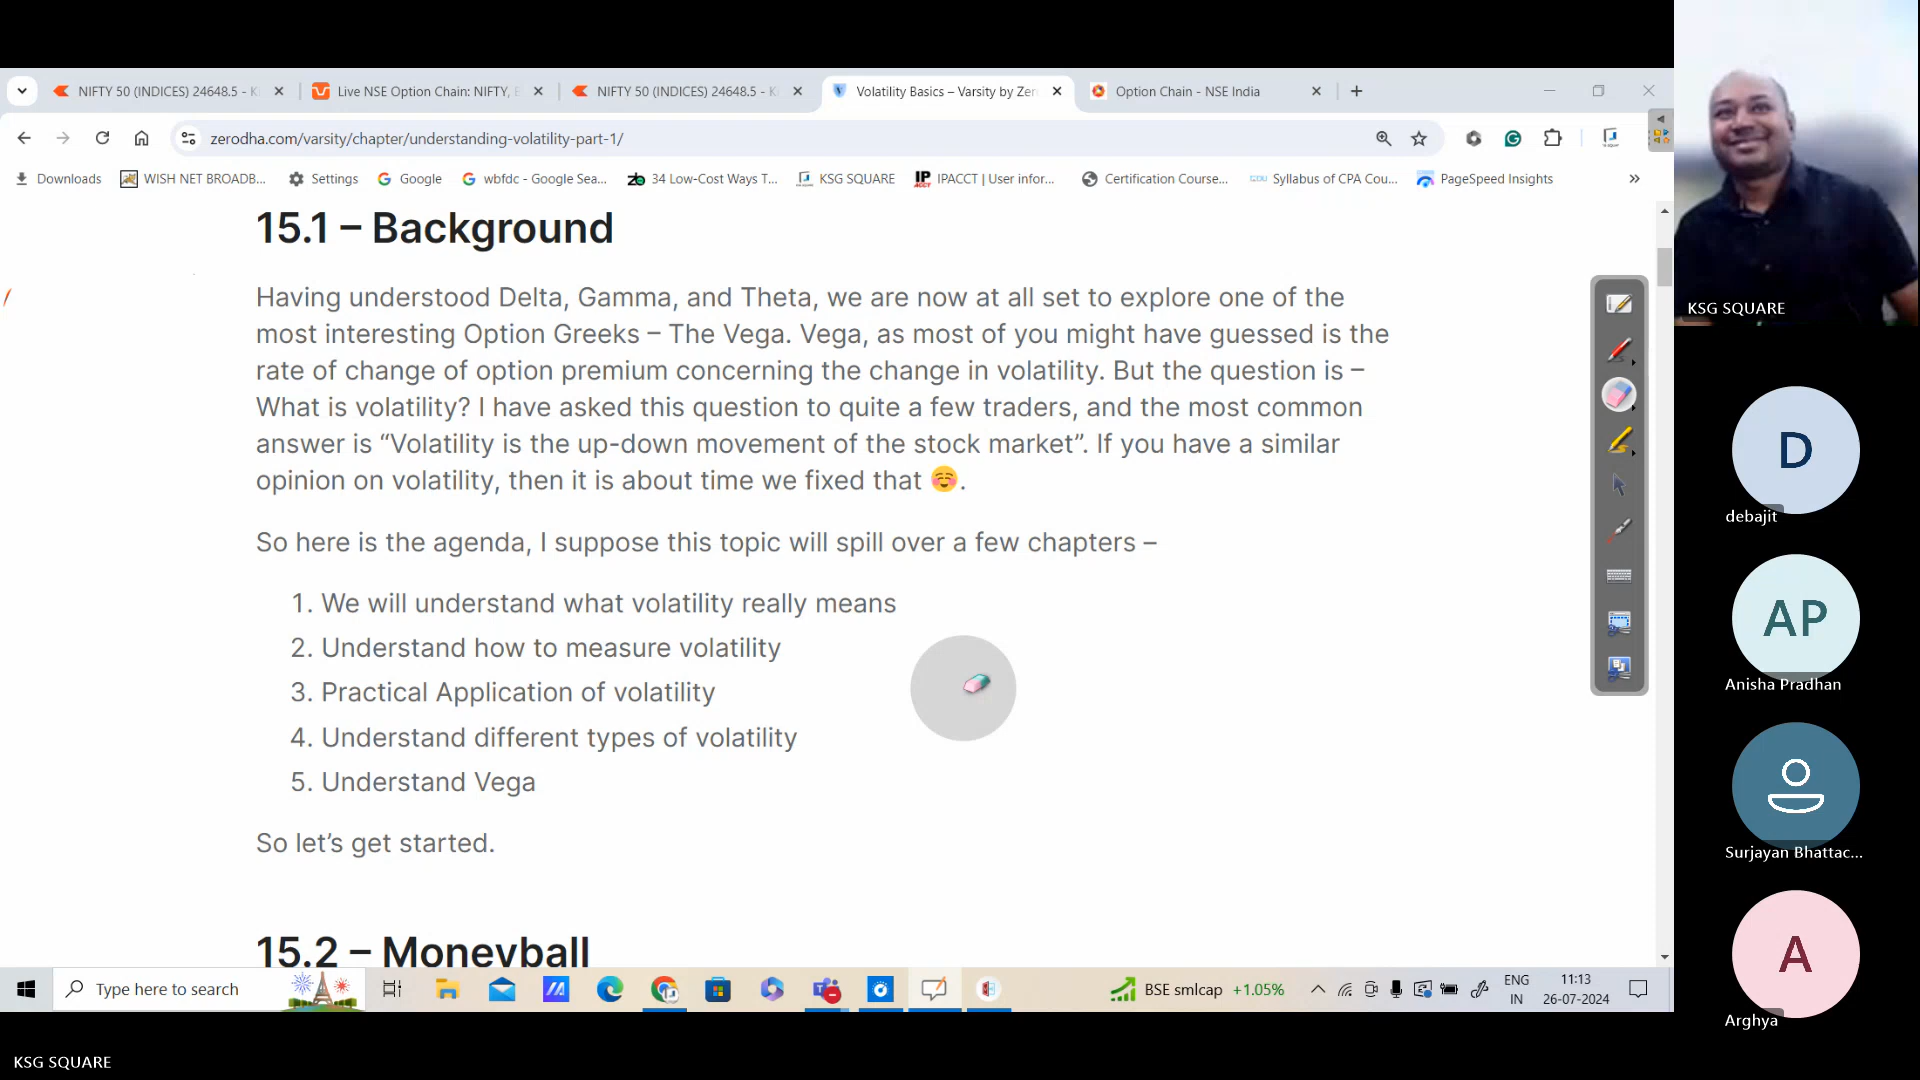 NIFTY 50 (INDICES) 24648.5 - K
Live NSE Option Chain: NIFTY,
NIFTY 50 (INDICES) 24648.5 - K
Volatility Basics – Varsity by Zer
Option Chain - NSE India
zerodha.com/varsity/chapter/understanding-volatility-part-1/
Downloads
WISH NET BROADB...
Settings
Google
wbfdc - Google Sea...
34 Low-Cost Ways T...
KSG SQUARE
IPACCT | User infor...
Certification Course...
Syllabus of CPA Cou...
PageSpeed Insights
15.1 – Background
Having understood Delta, Gamma, and Theta, we are now at all set to explore one of the
most interesting Option Greeks – The Vega. Vega, as most of you might have guessed is the
rate of change of option premium concerning the change in volatility. But the question is –
What is volatility? I have asked this question to quite a few traders, and the most common
answer is “Volatility is the up-down movement of the stock market”. If you have a similar
opinion on volatility, then it is about time we fixed that ☺️.
So here is the agenda, I suppose this topic will spill over a few chapters –
1. We will understand what volatility really means
2. Understand how to measure volatility
3. Practical Application of volatility
4. Understand different types of volatility
5. Understand Vega
So let’s get started.
15.2 – Moneyball
Type here to search
BSE smlcap +1.05%
ENG
IN
11:13
26-07-2024
KSG SQUARE
D
debajit
AP
Anisha Pradhan
Surjayan Bhattac...
A
Arghya
KSG SQUARE